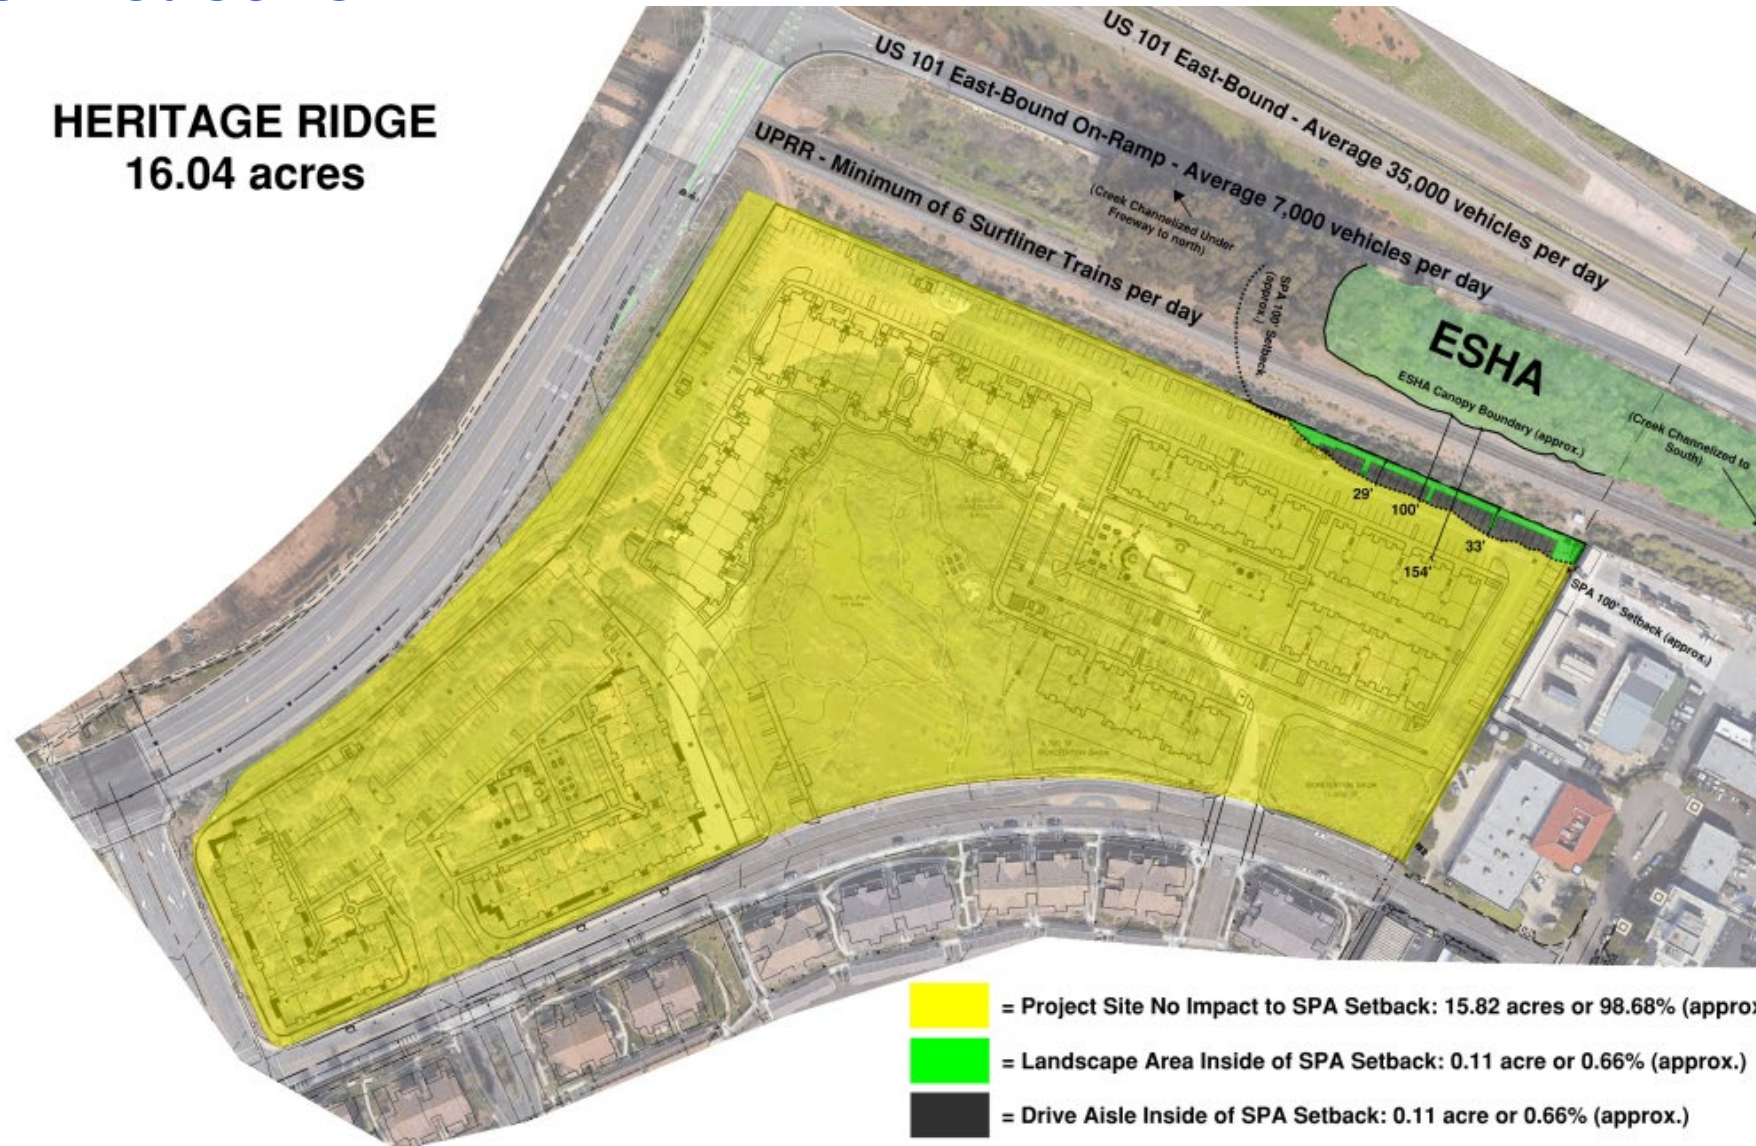 HERITAGE RIDGE
16.04 acres
US 101 East-Bound - Average 35,000 vehicles per day
US 101 East-Bound On-Ramp - Average 7,000 vehicles per day
UPRR - Minimum of 6 Surfliner Trains per day
(Creek Channelized Under
Freeway to north)
SPA 100' Setback
(approx.)
ESHA
ESHA Canopy Boundary (approx.)
(Creek Channelized to
South)
29'
100'
33'
154'
SPA 100' Setback (approx.)
= Project Site No Impact to SPA Setback: 15.82 acres or 98.68% (approx
= Landscape Area Inside of SPA Setback: 0.11 acre or 0.66% (approx.)
= Drive Aisle Inside of SPA Setback: 0.11 acre or 0.66% (approx.)